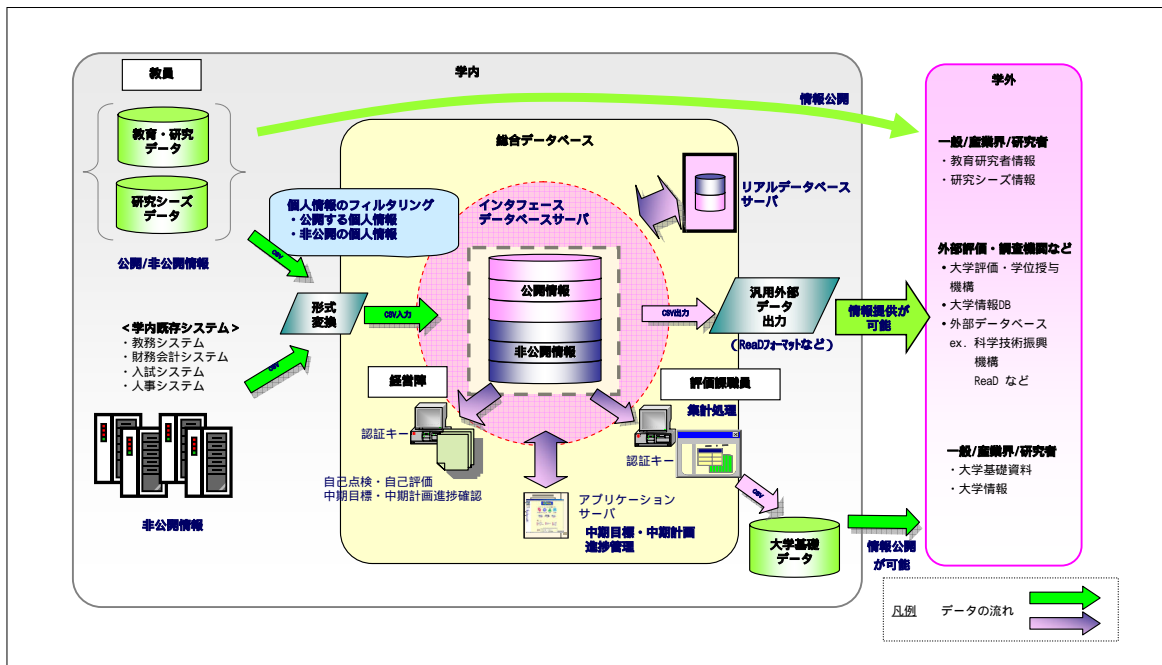 教員
学内
学外
教育・研究
データ
研究シーズ
データ
公開/非公開情報
情報公開
総合データベース
個人情報のフィルタリング
・公開する個人情報
・非公開の個人情報
インタフェース
データベースサーバ
リアルデータベース
サーバ
CSV
形式
変換
CSV入力
公開情報
非公開情報
CSV出力
汎用外部
データ
出力
(ReaDフォーマットなど)
情報提供が
可能
<学内既存システム>
・教務システム
・財務会計システム
・入試システム
・人事システム
CSV
非公開情報
経営陣
認証キー
自己点検・自己評価
中期目標・中期計画進捗確認
アプリケーション
サーバ
中期目標・中期計画
進捗管理
評価課職員
集計処理
認証キー
CSV
大学基礎
データ
情報公開
が可能
一般/産業界/研究者
・教育研究者情報
・研究シーズ情報
外部評価・調査機関など
•大学評価・学位授与
機構
•大学情報DB
•外部データベース
ex. 科学技術振興
機構
ReaD など
一般/産業界/研究者
・大学基礎資料
・大学情報
凡例
データの流れ